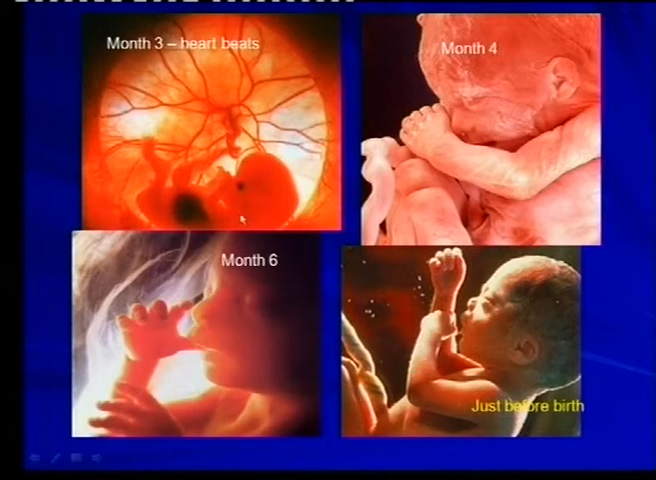 Month 3 – heart beats
Month 4
Month 6
Just before birth